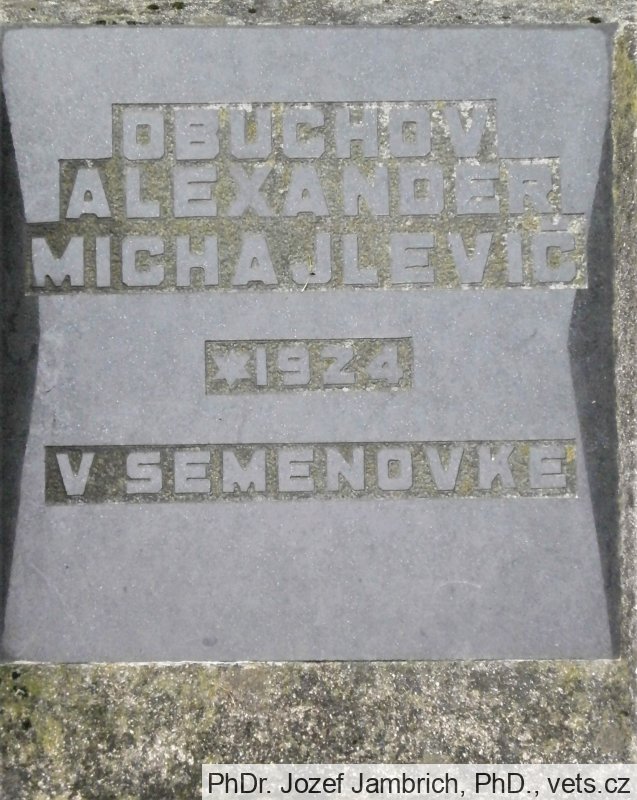 OBUCHOV
ALEXANDER
MICHAJLEVIČ
*1924
V SEMENOVKE
PhDr. Jozef Jambrich, PhD., vets.cz